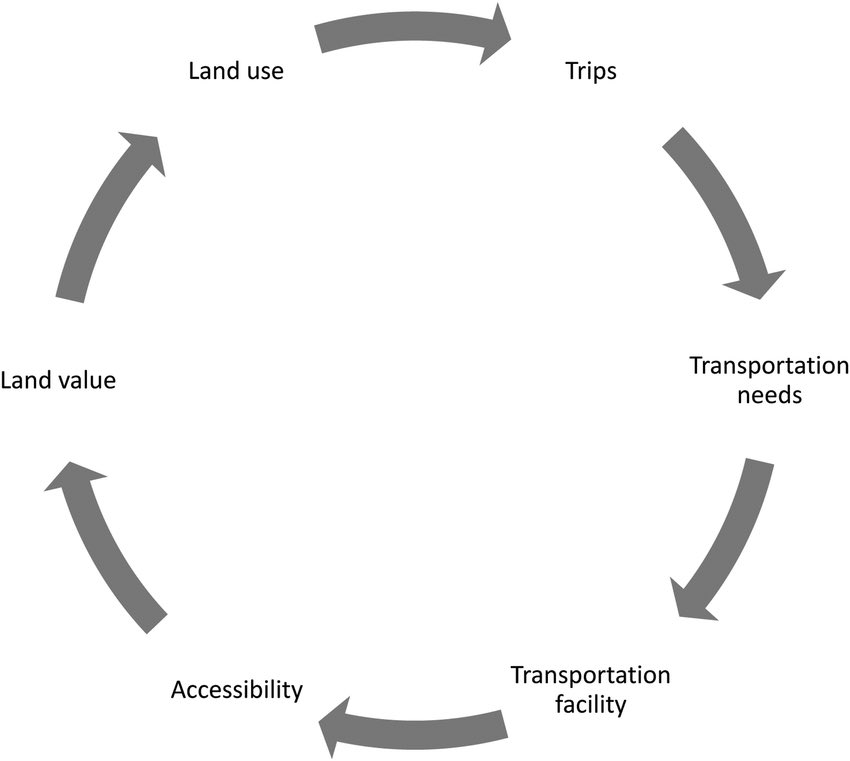 Land use
Trips
Transportation
needs
Transportation
facility
Accessibility
Land value